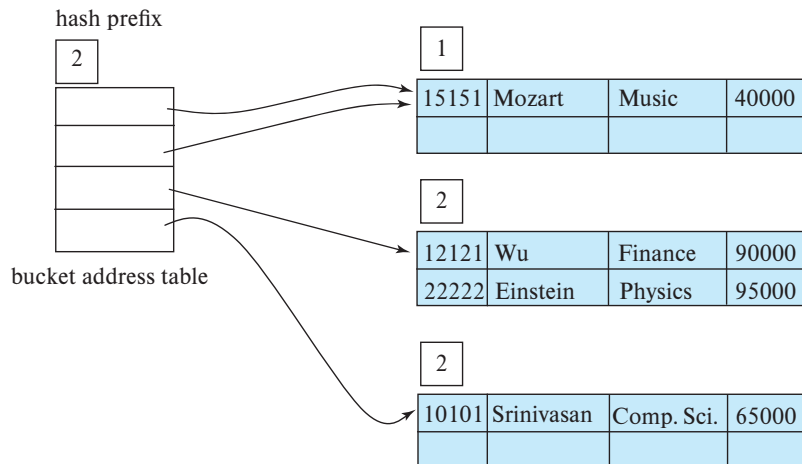 hash prefix
2
bucket address table
1
15151 Mozart Music 40000
2
12121 Wu Finance 90000
22222 Einstein Physics 95000
2
10101 Srinivasan Comp. Sci. 65000